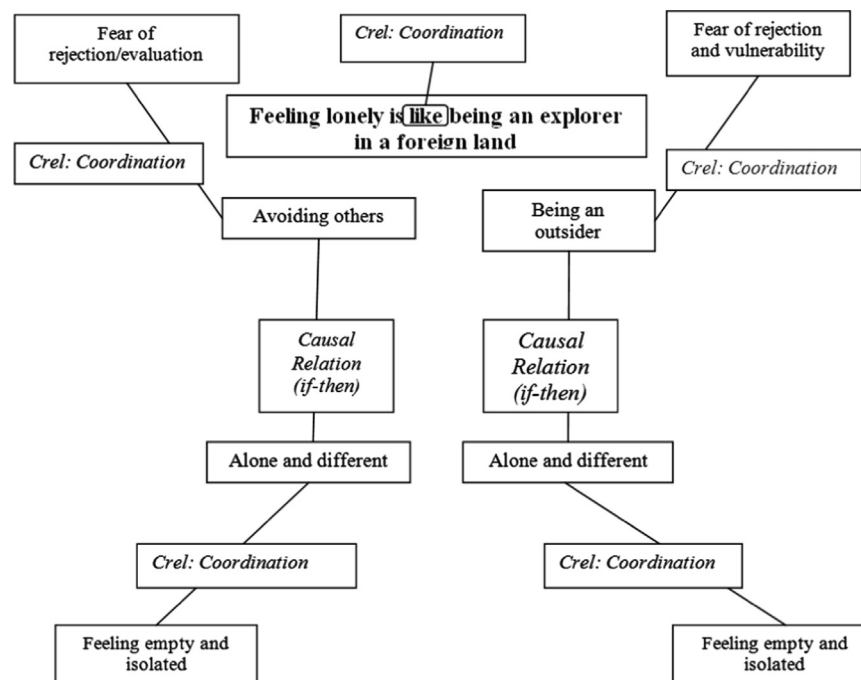 Fear of
rejection/evaluation
Crel: Coordination
Fear of rejection
and vulnerability
Feeling lonely is like being an explorer
in a foreign land
Crel: Coordination
Crel: Coordination
Avoiding others
Being an
outsider
Causal
Relation
(if-then)
Causal
Relation
(if-then)
Alone and different
Alone and different
Crel: Coordination
Crel: Coordination
Feeling empty and
isolated
Feeling empty and
isolated